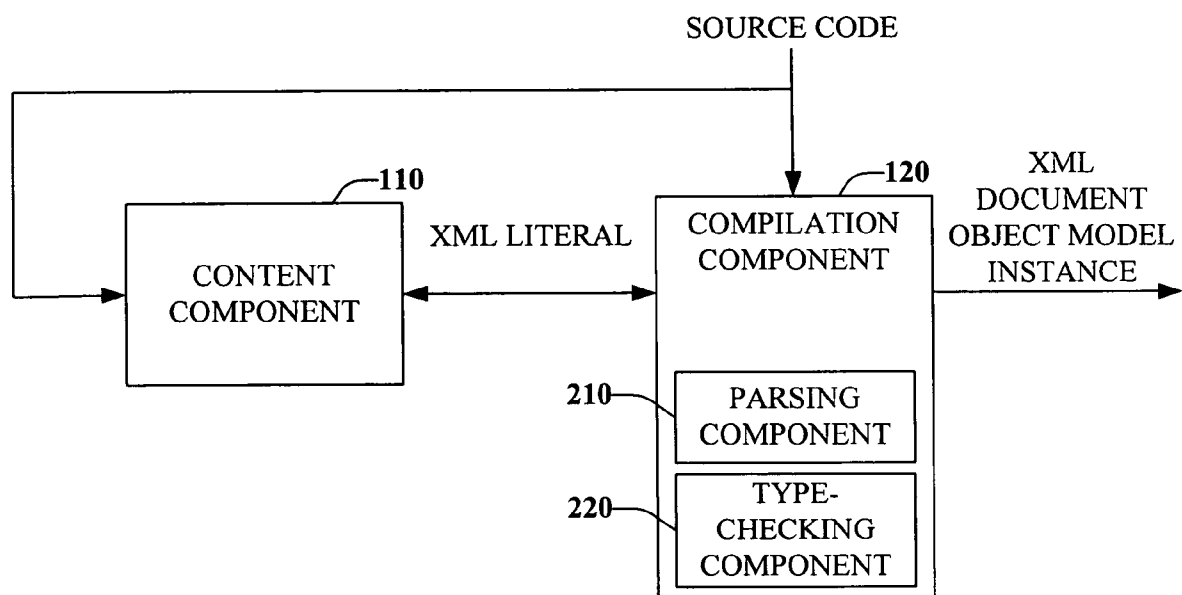 SOURCE CODE
110
CONTENT
COMPONENT
XML LITERAL
120
COMPILATION
COMPONENT
XML
DOCUMENT
OBJECT MODEL
INSTANCE
210
PARSING
COMPONENT
220
TYPE-
CHECKING
COMPONENT